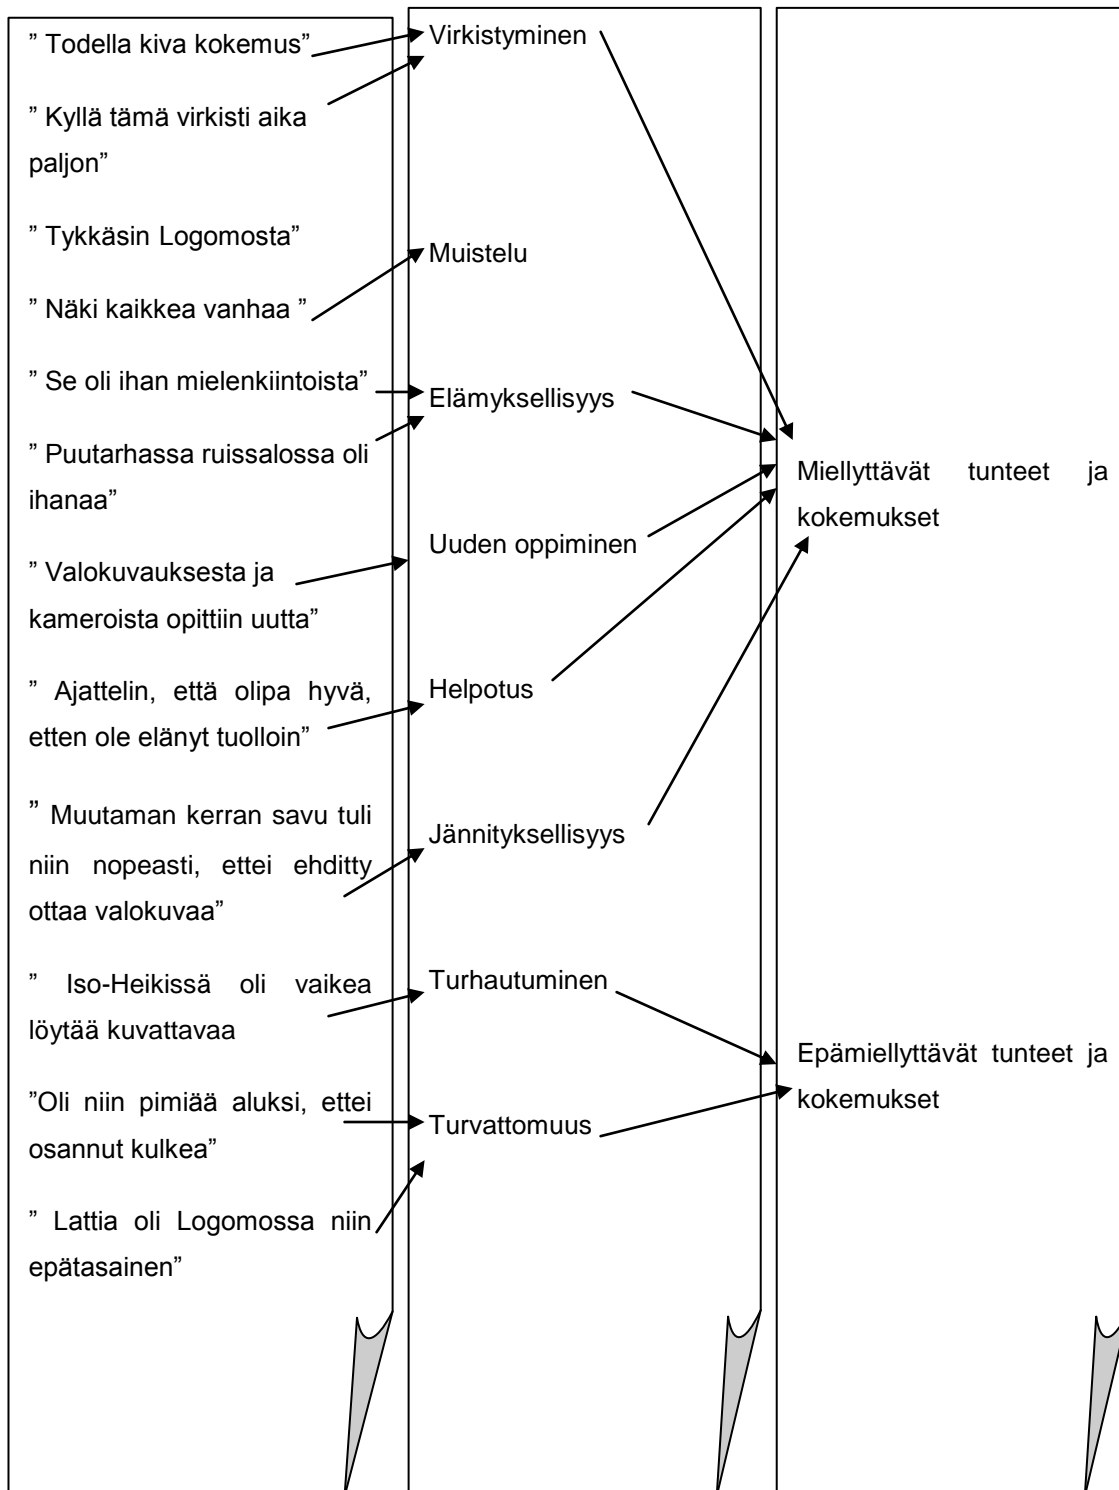 ” Todella kiva kokemus”
” Kyllä tämä virkisti aika
paljon”
” Tykkäsin Logomosta”
” Näki kaikkea vanhaa ”
” Se oli ihan mielenkiintoista”
” Puutarhassa ruissalossa oli
ihanaa”
” Valokuvauksesta ja
kameroista opittiin uutta”
” Ajattelin, että olipa hyvä,
etten ole elänyt tuolloin”
” Muutaman kerran savu tuli
niin nopeasti, ettei ehditty
ottaa valokuvaa”
” Iso-Heikissä oli vaikea
löytää kuvattavaa
”Oli niin pimiää aluksi, ettei
osannut kulkea”
” Lattia oli Logomossa niin
epätasainen”
Virkistyminen
Muistelu
Elämyksellisyys
Uuden oppiminen
Helpotus
Jännityksellisyys
Turhautuminen
Turvattomuus
Miellyttävät tunteet ja
kokemukset
Epämiellyttävät tunteet ja
kokemukset